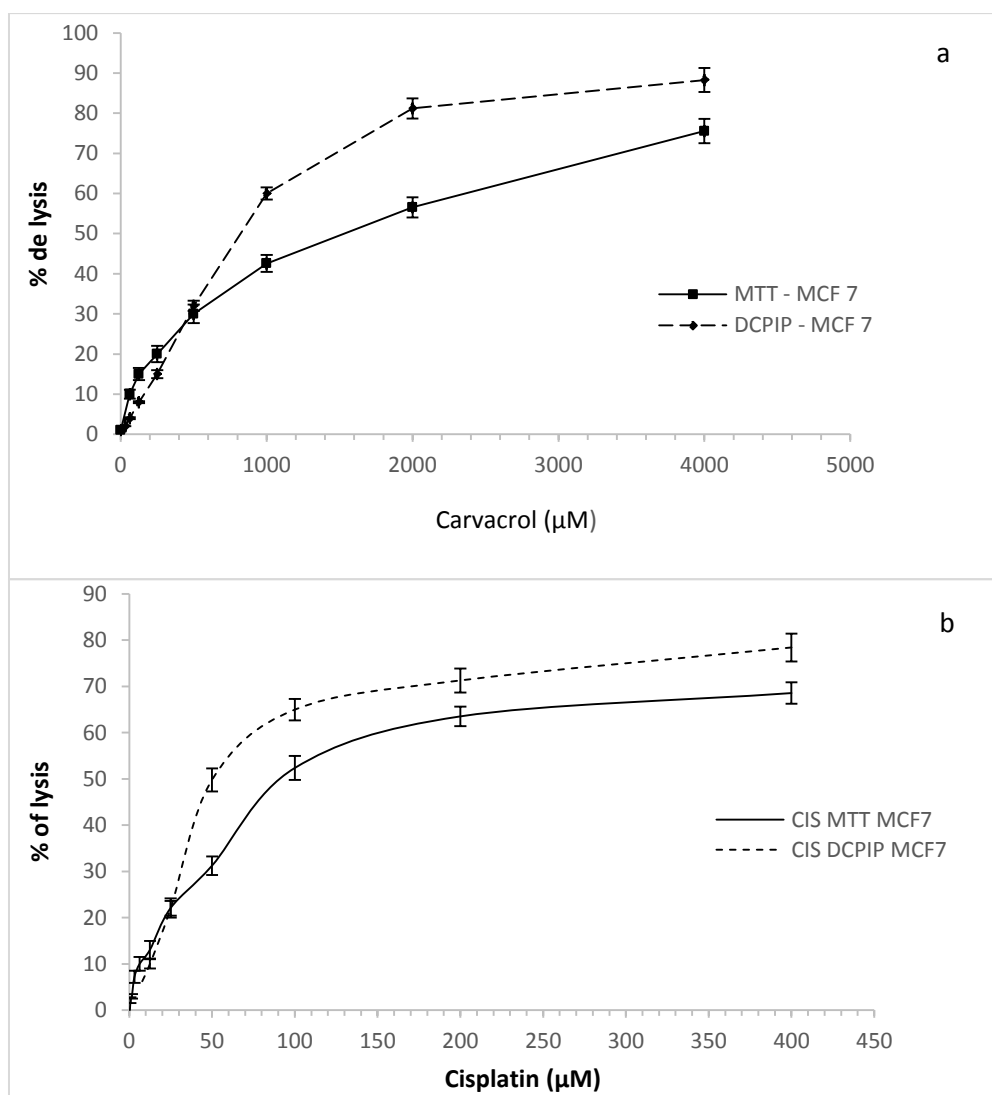 a
100
90
80
70
60
50
40
30
20
10
0
% de lysis
MTT - MCF 7
DCPIP - MCF 7
0 1000 2000 3000 4000 5000
Carvacrol (µM)
b
90
80
70
60
50
40
30
20
10
0
% of lysis
CIS MTT MCF7
CIS DCPIP MCF7
0 50 100 150 200 250 300 350 400 450
Cisplatin (µM)